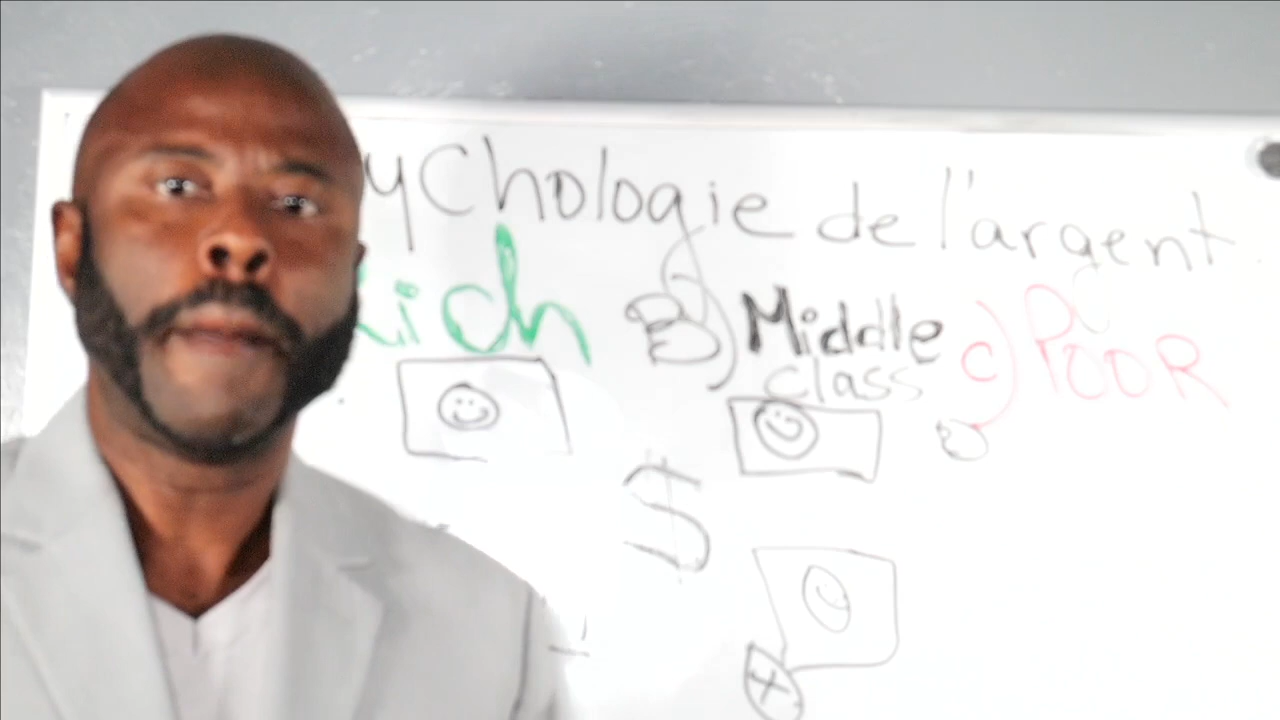 yChologie de l'argent
ich B) Middle class C) POOR
$